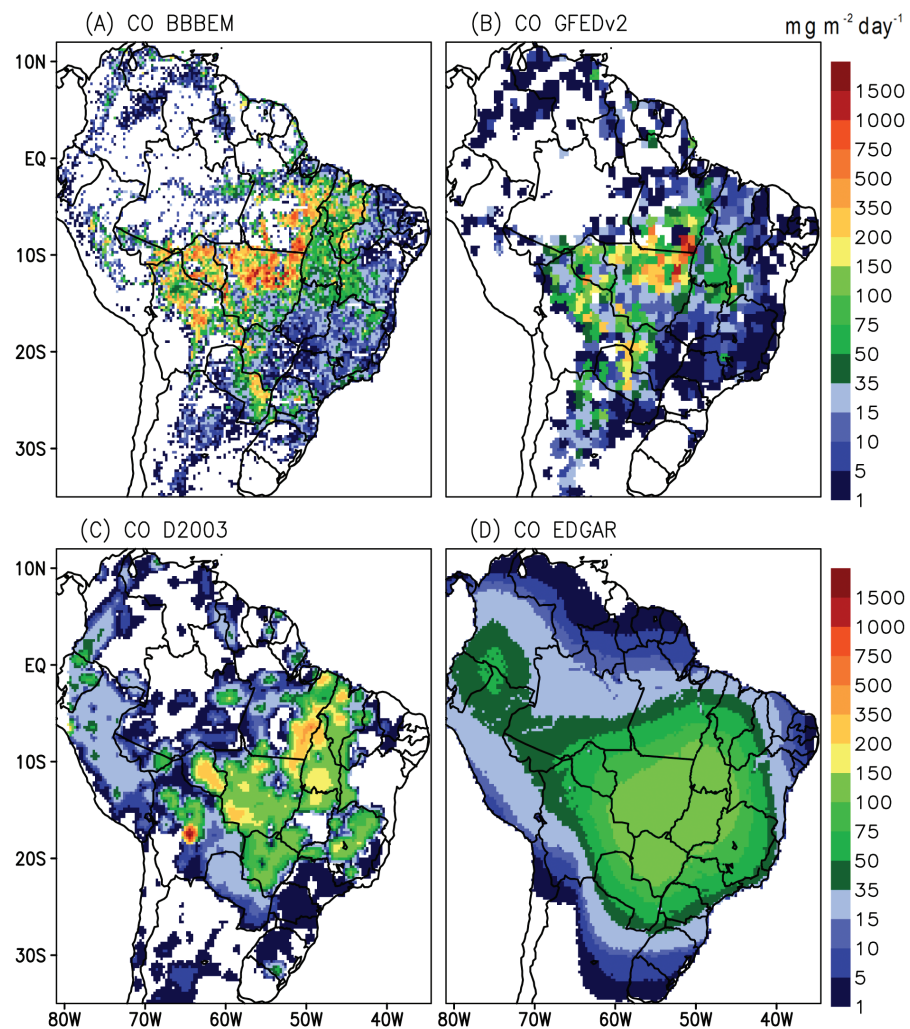 (A) CO BBBEM
(B) CO GFEDv2
mg m⁻² day⁻¹
10N
EQ
10S
20S
30S
1500
1000
750
500
350
200
150
100
75
50
35
15
10
5
1
(C) CO D2003
(D) CO EDGAR
10N
EQ
10S
20S
30S
1500
1000
750
500
350
200
150
100
75
50
35
15
10
5
1
80W 70W 60W 50W 40W
80W 70W 60W 50W 40W